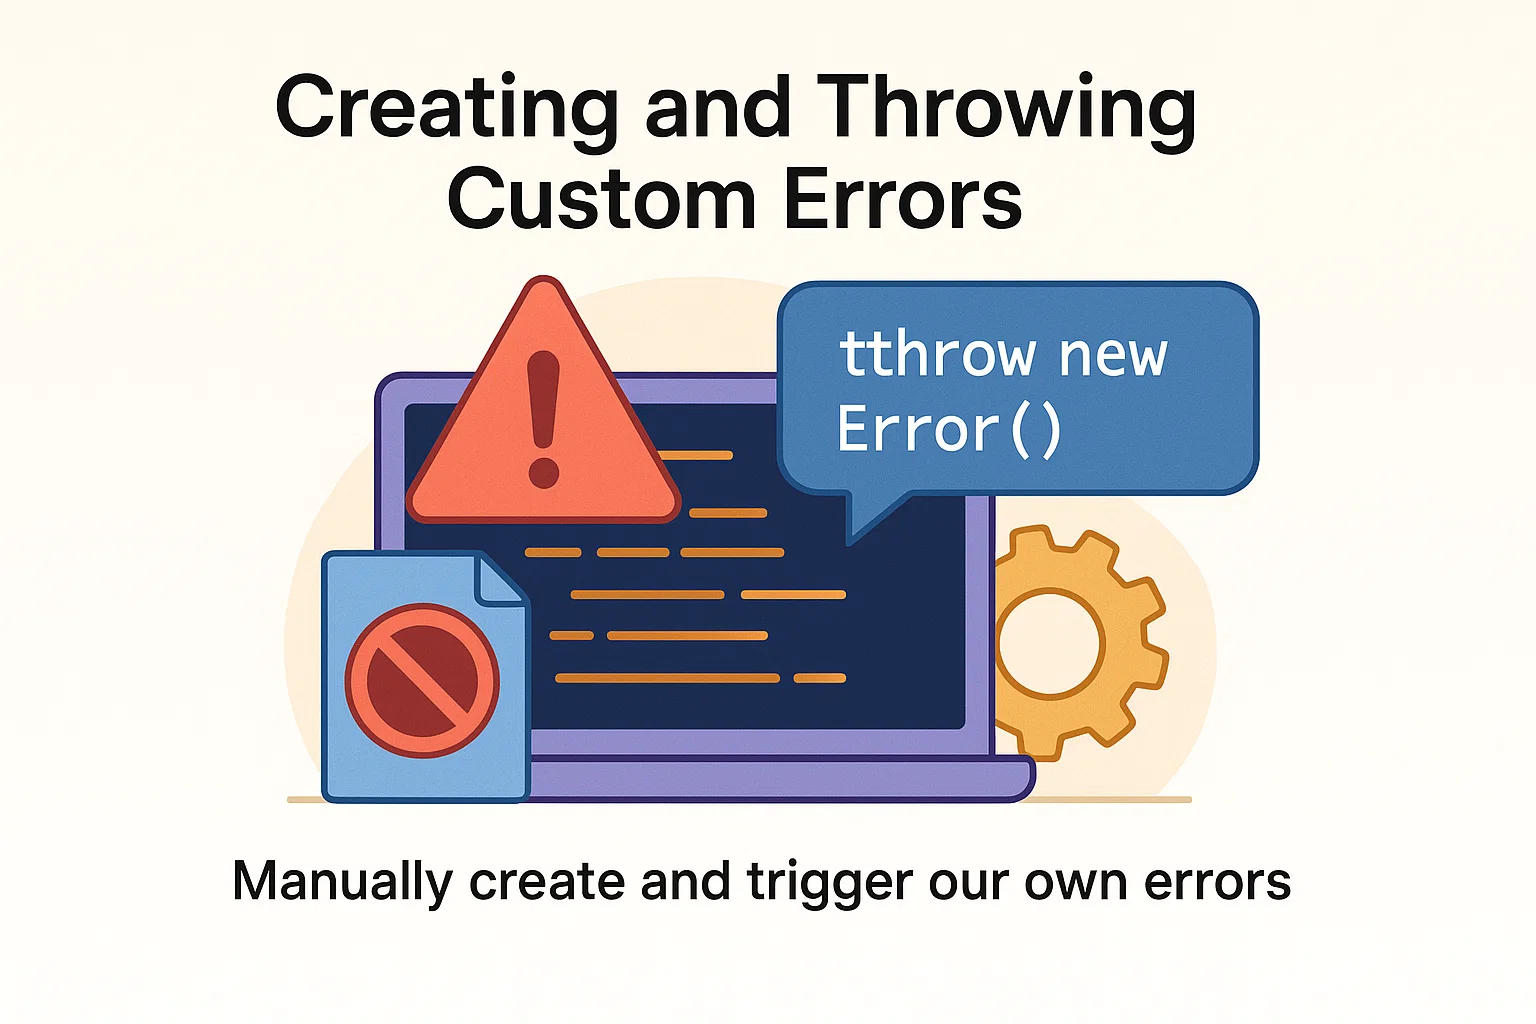 Creating and Throwing
Custom Errors
!
tthrow new
Error()
Manually create and trigger our own errors